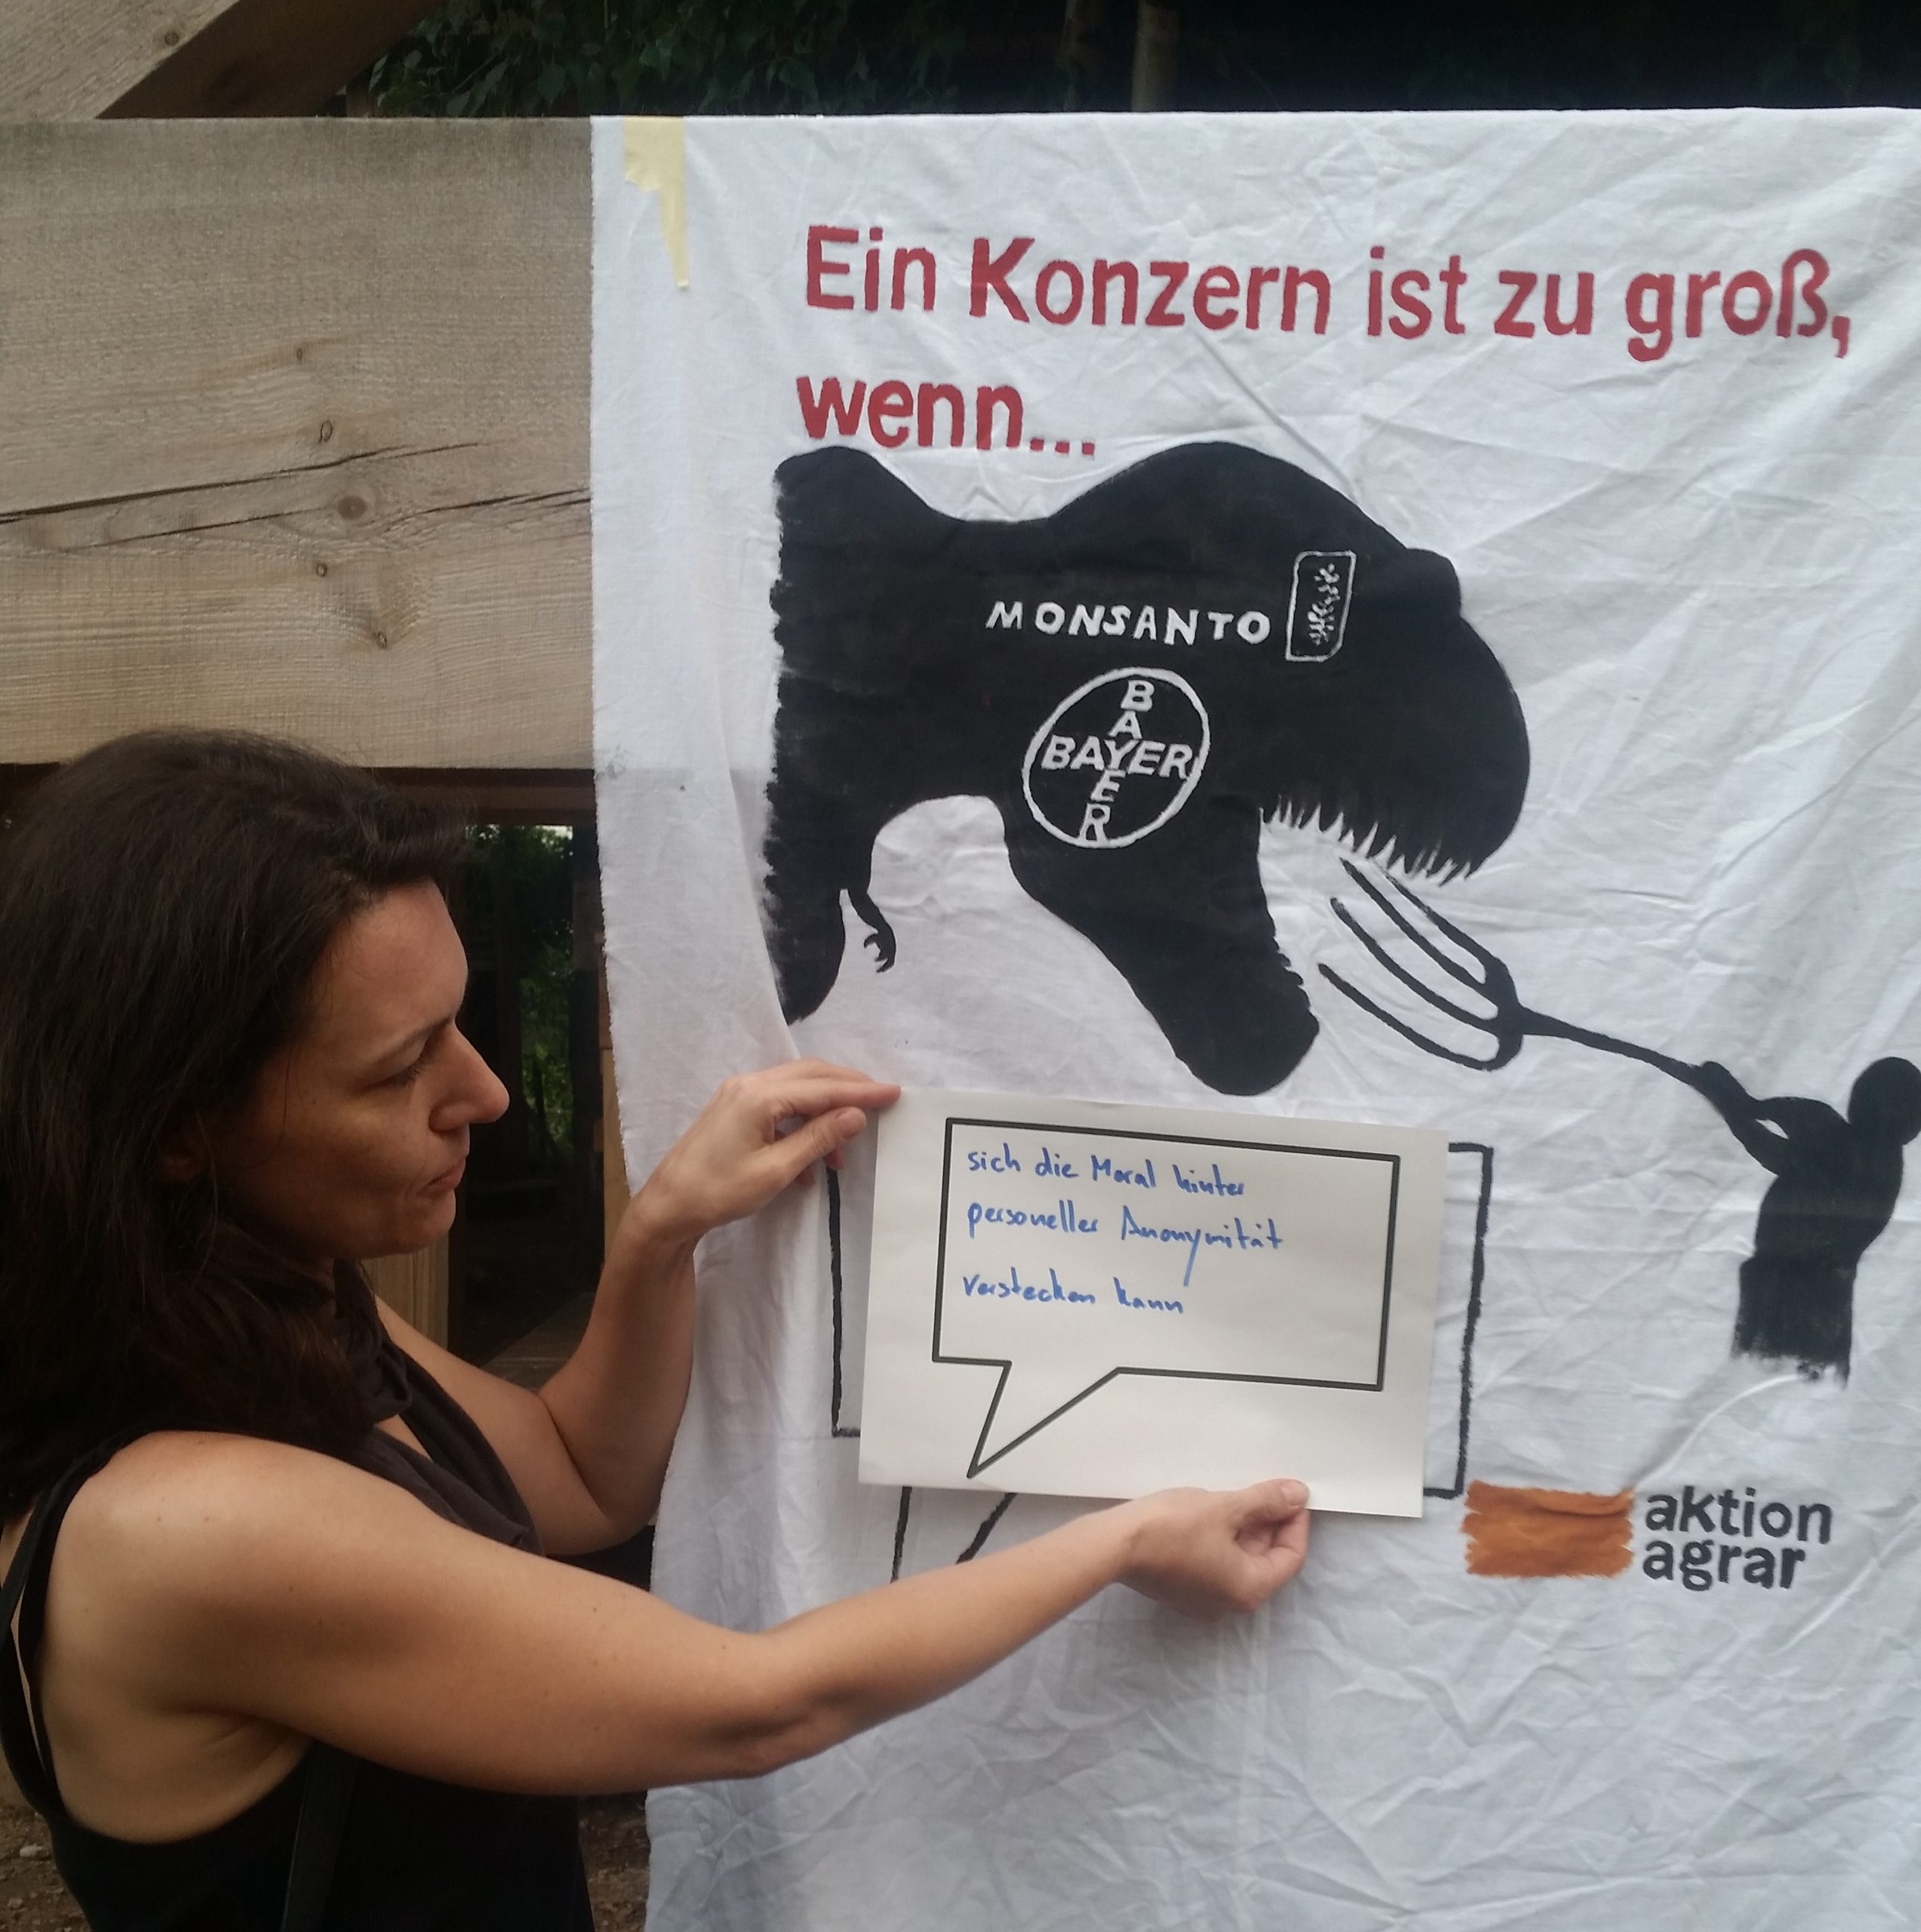 Ein Konzern ist zu groß,
wenn...
MONSANTO
BAYER
BAYER
sich die Moral hinter
personeller Anonymität
verstecken kann
aktion
agrar